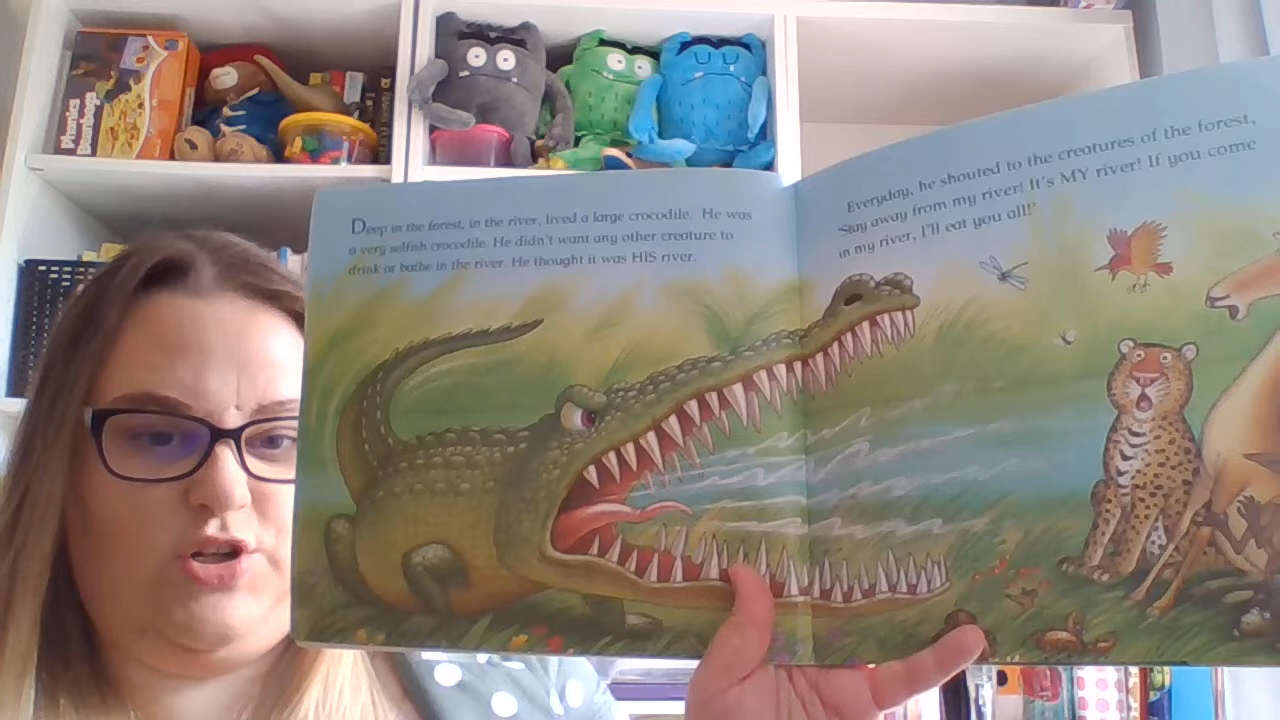 Phonics
Beanbags
Deep in the forest, in the river, lived a large crocodile. He was
a very selfish crocodile. He didn't want any other creature to
drink or bathe in the river. He thought it was HIS river.
Everyday, he shouted to the creatures of the forest,
'Stay away from my river! It's MY river! If you come
in my river, I'll eat you all!'